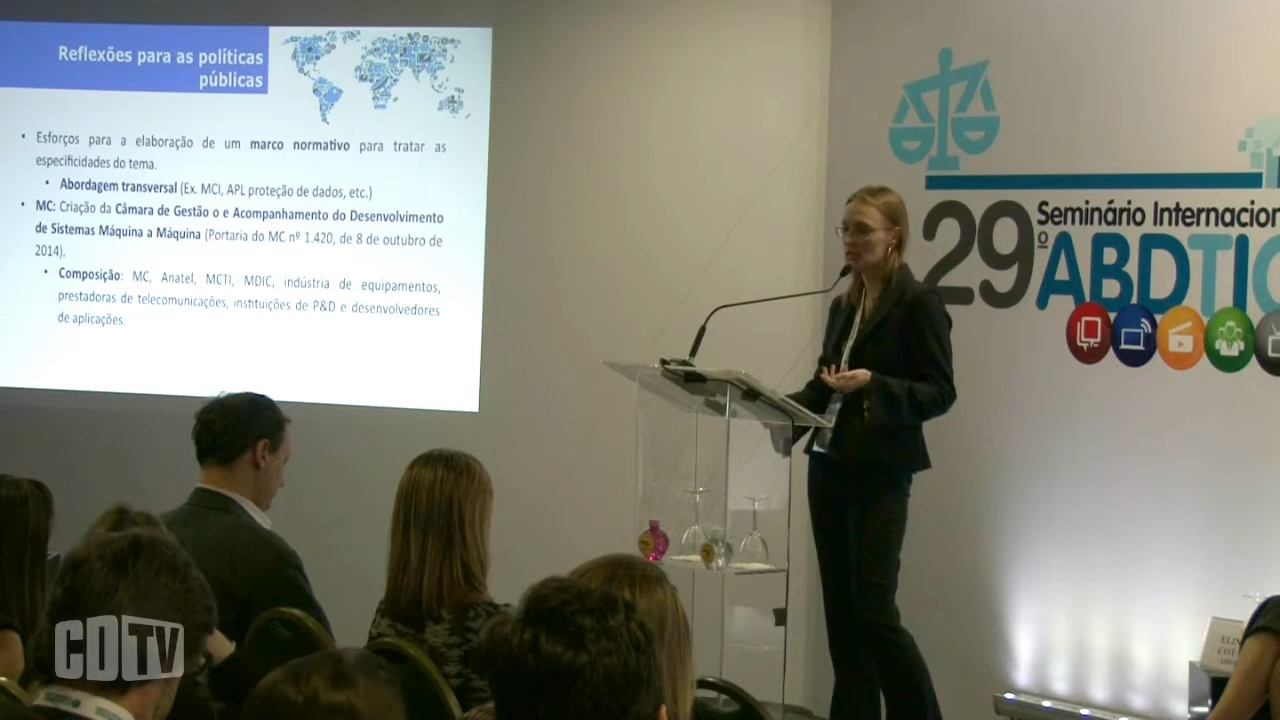 Reflexões para as políticas
públicas
• Esforços para a elaboração de um marco normativo para tratar as
especificidades do tema.
• Abordagem transversal (Ex. MCI, APL proteção de dados, etc.)
• MC: Criação da Câmara de Gestão o e Acompanhamento do Desenvolvimento
de Sistemas Máquina a Máquina (Portaria do MC nº 1.420, de 8 de outubro de
2014).
• Composição: MC, Anatel, MCTI, MDIC, indústria de equipamentos,
prestadoras de telecomunicações, instituições de P&D e desenvolvedores
de aplicações.
29º
Seminário Internacion
ABDTIC
CDTV